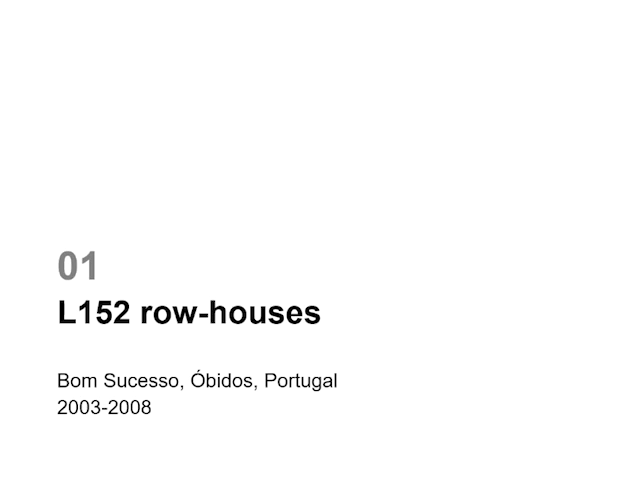 01
L152 row-houses
Bom Sucesso, Óbidos, Portugal
2003-2008